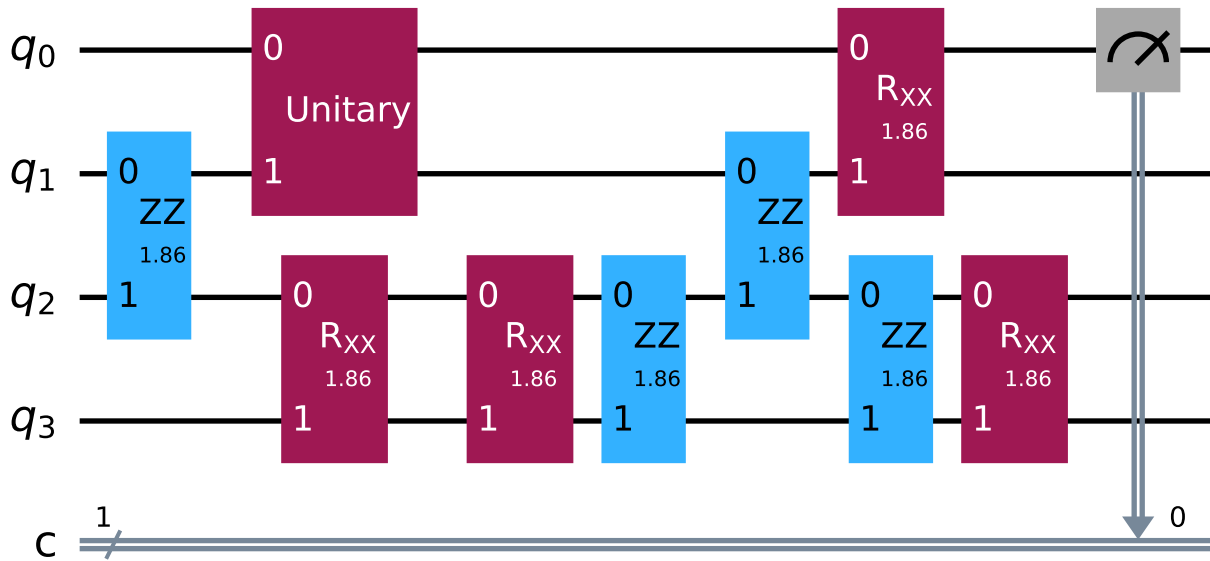 q0 0 Unitary 0 RXX 1.86
q1 0 ZZ 1.86 1 0 ZZ 1.86 1
q2 1 0 RXX 1.86 0 RXX 1.86 0 ZZ 1.86 1 0 ZZ 1.86 0 RXX 1.86
q3 1 1 1 1 1
1 0
c